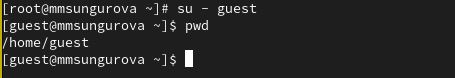 [root@mmsungurova ~]# su - guest
[guest@mmsungurova ~]$ pwd
/home/guest
[guest@mmsungurova ~]$